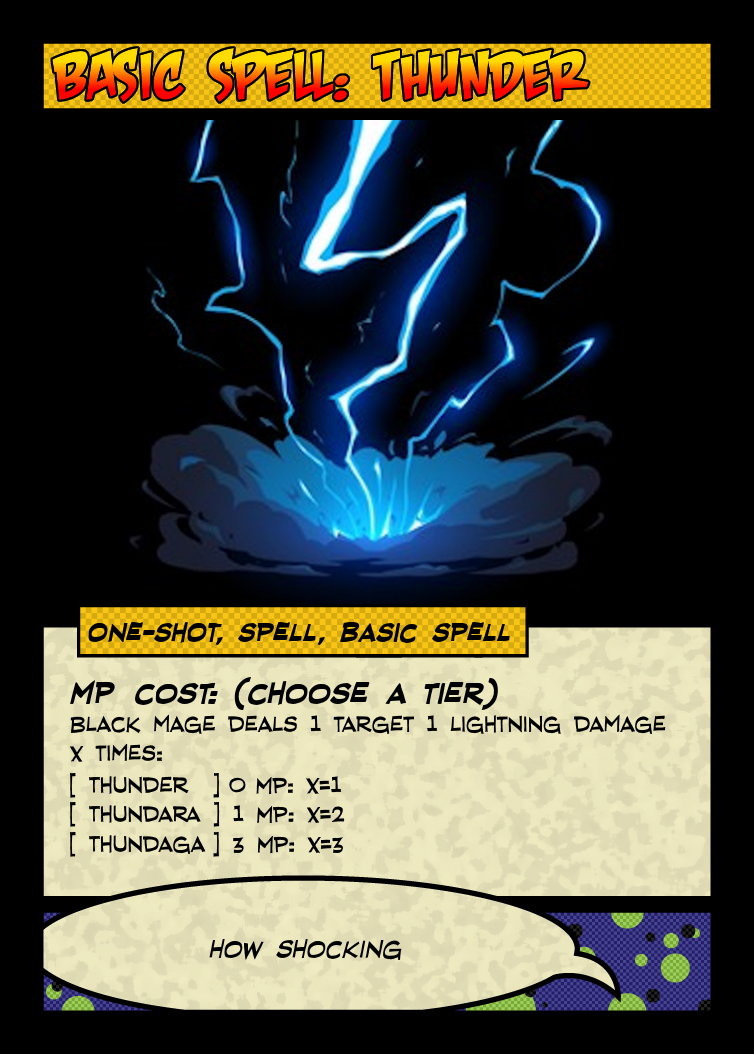 BASIC SPELL: THUNDER
ONE-SHOT, SPELL, BASIC SPELL
MP COST: (CHOOSE A TIER)
BLACK MAGE DEALS 1 TARGET 1 LIGHTNING DAMAGE
X TIMES:
[ THUNDER ] 0 MP: X=1
[ THUNDARA ] 1 MP: X=2
[ THUNDAGA ] 3 MP: X=3
HOW SHOCKING